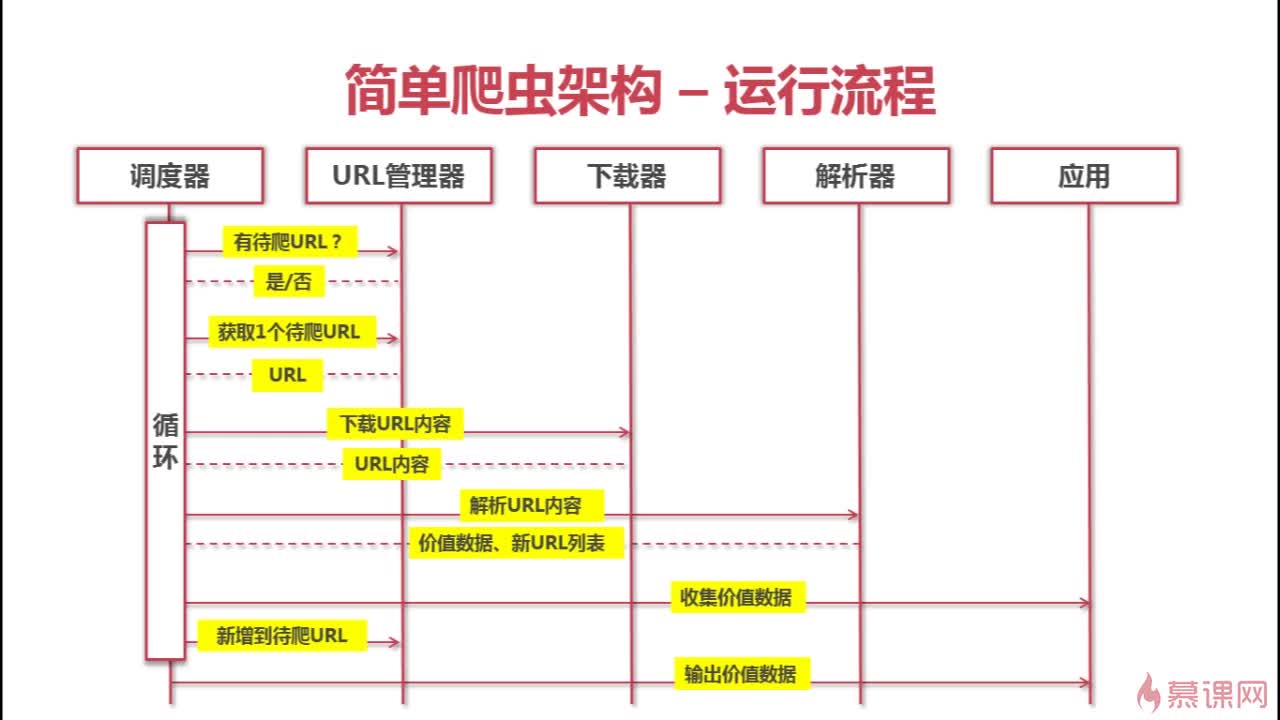 简单爬虫架构 – 运行流程
调度器
URL管理器
下载器
解析器
应用
有待爬URL？
是/否
获取1个待爬URL
URL
循环
下载URL内容
URL内容
解析URL内容
价值数据、新URL列表
收集价值数据
新增到待爬URL
输出价值数据
慕课网